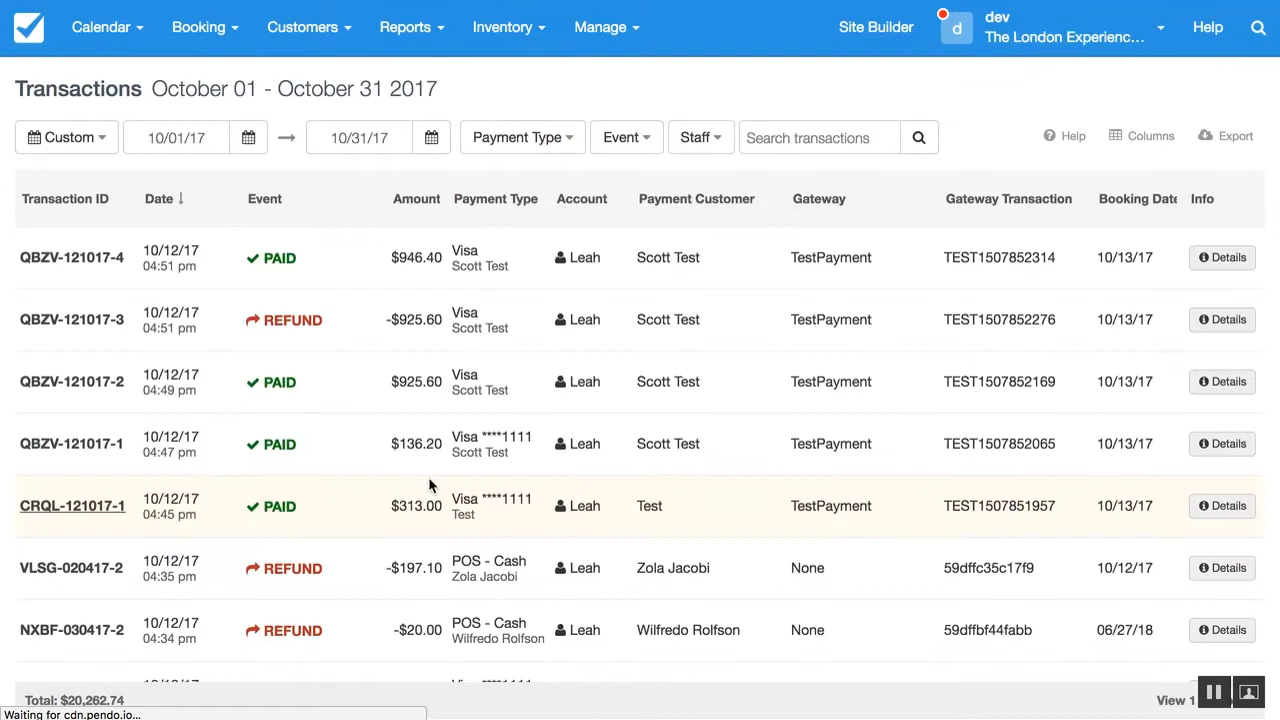 Calendar Booking Customers Reports Inventory Manage Site Builder d dev Help
The London Experienc...
Transactions October 01 - October 31 2017
Custom 10/01/17 10/31/17 Payment Type Event Staff Search transactions Help Columns Export
Transaction ID Date Event Amount Payment Type Account Payment Customer Gateway Gateway Transaction Booking Date Info
QBZV-121017-4 10/12/17 04:51 pm PAID $946.40 Visa Scott Test Leah Scott Test TestPayment TEST1507852314 10/13/17 Details
QBZV-121017-3 10/12/17 04:51 pm REFUND -$925.60 Visa Scott Test Leah Scott Test TestPayment TEST1507852276 10/13/17 Details
QBZV-121017-2 10/12/17 04:49 pm PAID $925.60 Visa Scott Test Leah Scott Test TestPayment TEST1507852169 10/13/17 Details
QBZV-121017-1 10/12/17 04:47 pm PAID $136.20 Visa ****1111 Scott Test Leah Scott Test TestPayment TEST1507852065 10/13/17 Details
CRQL-121017-1 10/12/17 04:45 pm PAID $313.00 Visa ****1111 Test Leah Test TestPayment TEST1507851957 10/13/17 Details
VLSG-020417-2 10/12/17 04:35 pm REFUND -$197.10 POS - Cash Zola Jacobi Leah Zola Jacobi None 59dffc35c17f9 10/12/17 Details
NXBF-030417-2 10/12/17 04:34 pm REFUND -$20.00 POS - Cash Wilfredo Rolfson Leah Wilfredo Rolfson None 59dffbf44fabb 06/27/18 Details
Total: $20,262.74 View 1
Waiting for cdn.pendo.io...